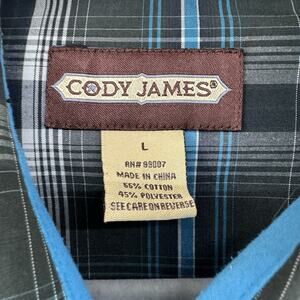 CODY JAMES®
L
RN# 99007
MADE IN CHINA
55% COTTON
45% POLYESTER
SEE CARE ON REVERSE